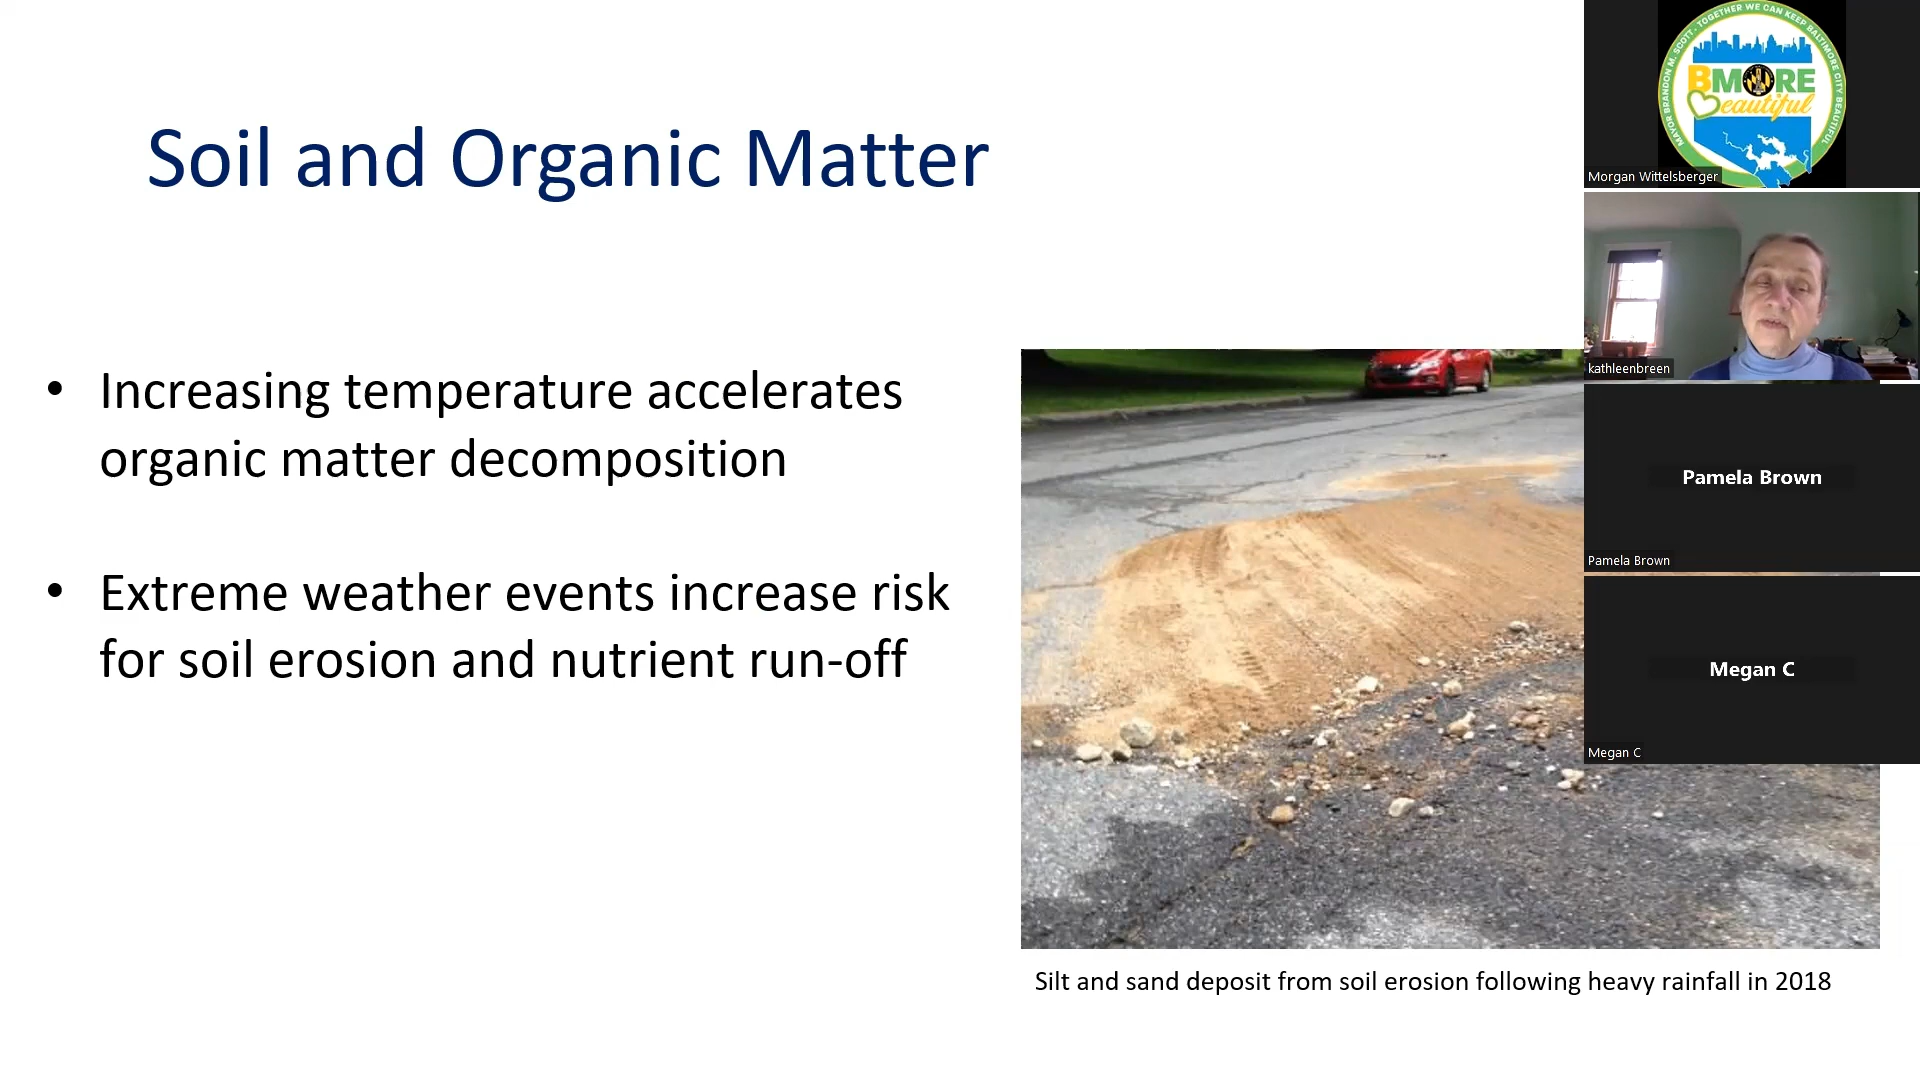 Soil and Organic Matter
• Increasing temperature accelerates
organic matter decomposition
• Extreme weather events increase risk
for soil erosion and nutrient run-off
Silt and sand deposit from soil erosion following heavy rainfall in 2018
MAYOR BRANDON M. SCOTT - TOGETHER WE CAN KEEP BALTIMORE CITY BEAUTIFUL
BMORE
Beautiful
Morgan Wittelsberger
kathleenbreen
Pamela Brown
Pamela Brown
Megan C
Megan C